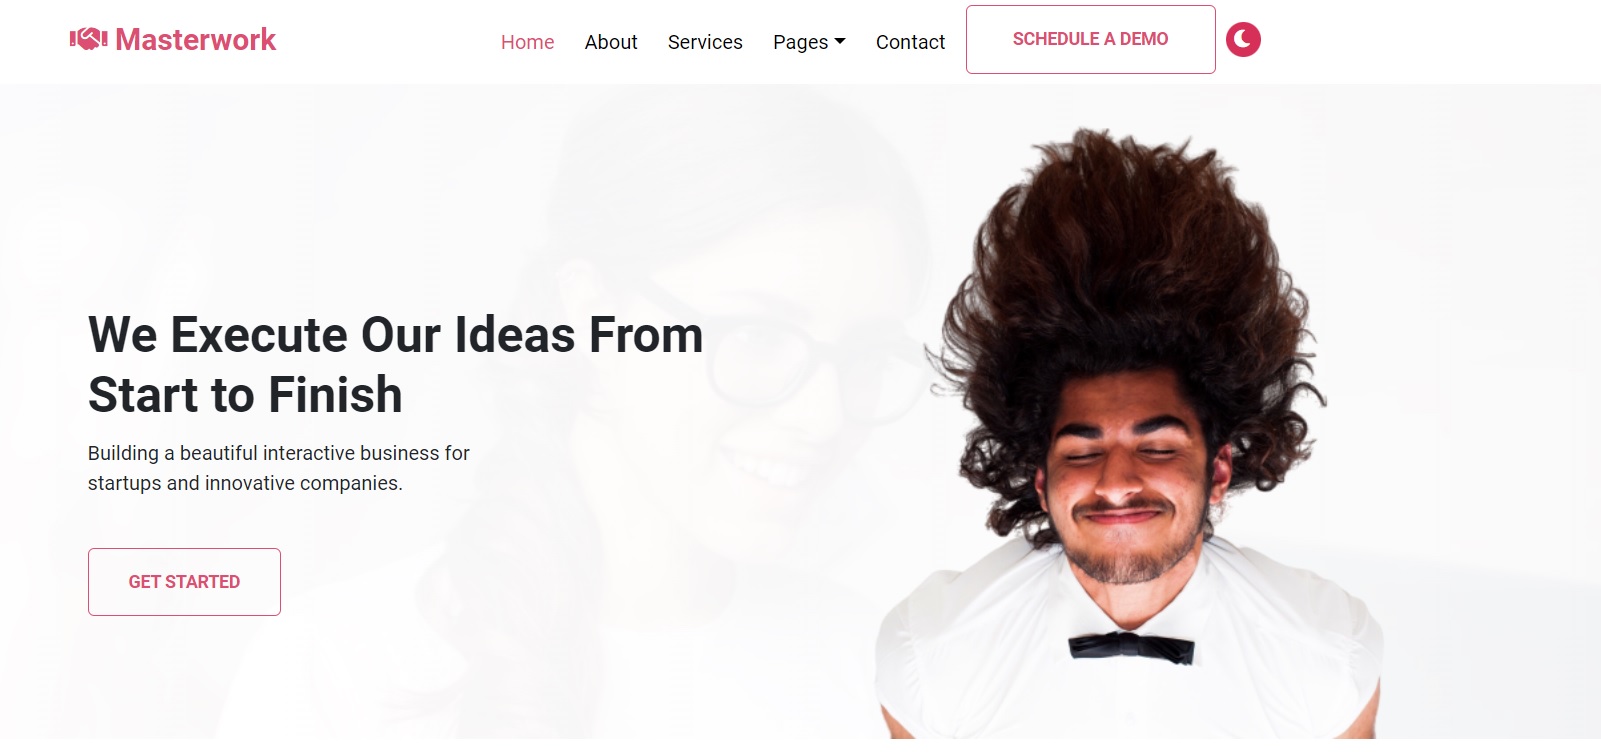 Masterwork
Home About Services Pages Contact SCHEDULE A DEMO
We Execute Our Ideas From
Start to Finish
Building a beautiful interactive business for
startups and innovative companies.
GET STARTED